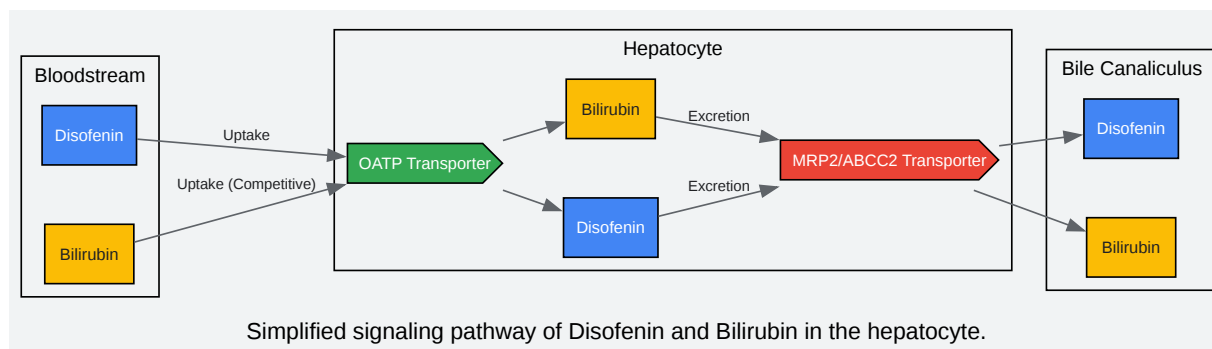 Hepatocyte
Bloodstream
Bile Canaliculus
Disofenin
Uptake
Bilirubin
Excretion
Disofenin
OATP Transporter
MRP2/ABCC2 Transporter
Uptake (Competitive)
Excretion
Bilirubin
Disofenin
Bilirubin
Simplified signaling pathway of Disofenin and Bilirubin in the hepatocyte.